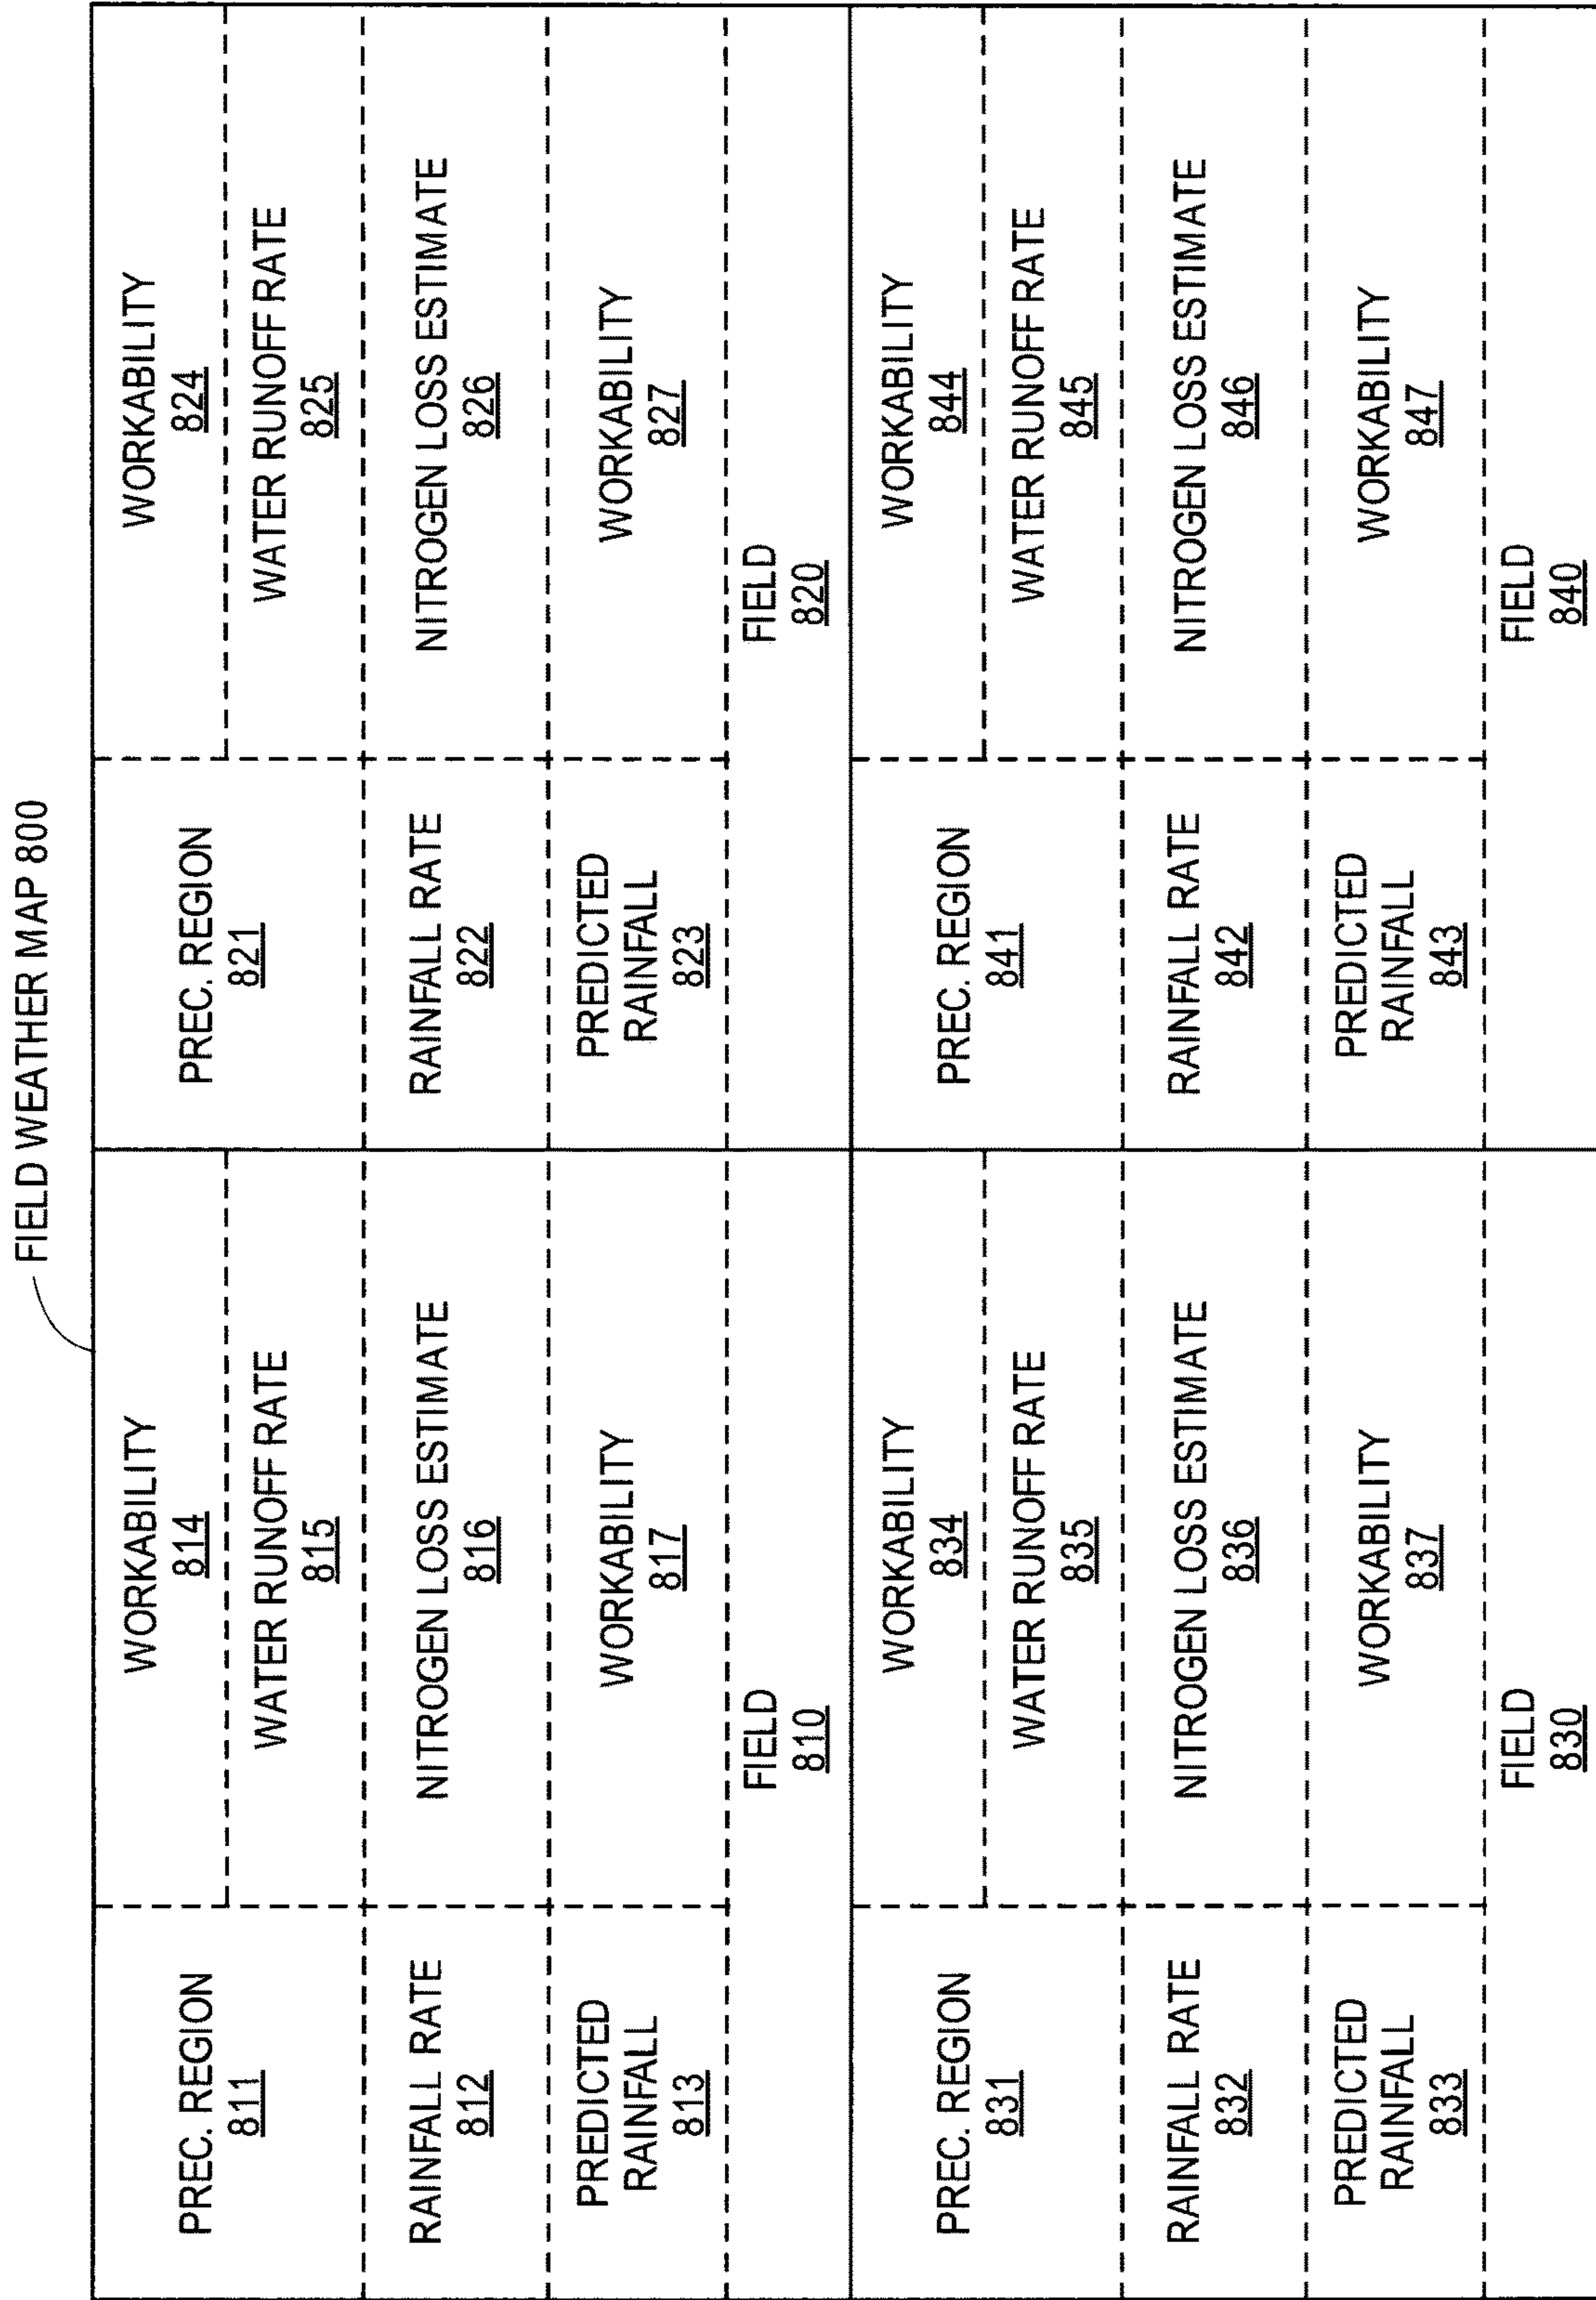 FIELD WEATHER MAP 800
PREC. REGION
811
WORKABILITY
814
WATER RUNOFF RATE
815
RAINFALL RATE
812
NITROGEN LOSS ESTIMATE
816
PREDICTED
RAINFALL
813
WORKABILITY
817
FIELD
810
PREC. REGION
821
WORKABILITY
824
WATER RUNOFF RATE
825
RAINFALL RATE
822
NITROGEN LOSS ESTIMATE
826
PREDICTED
RAINFALL
823
WORKABILITY
827
FIELD
820
PREC. REGION
831
WORKABILITY
834
WATER RUNOFF RATE
835
RAINFALL RATE
832
NITROGEN LOSS ESTIMATE
836
PREDICTED
RAINFALL
833
WORKABILITY
837
FIELD
830
PREC. REGION
841
WORKABILITY
844
WATER RUNOFF RATE
845
RAINFALL RATE
842
NITROGEN LOSS ESTIMATE
846
PREDICTED
RAINFALL
843
WORKABILITY
847
FIELD
840